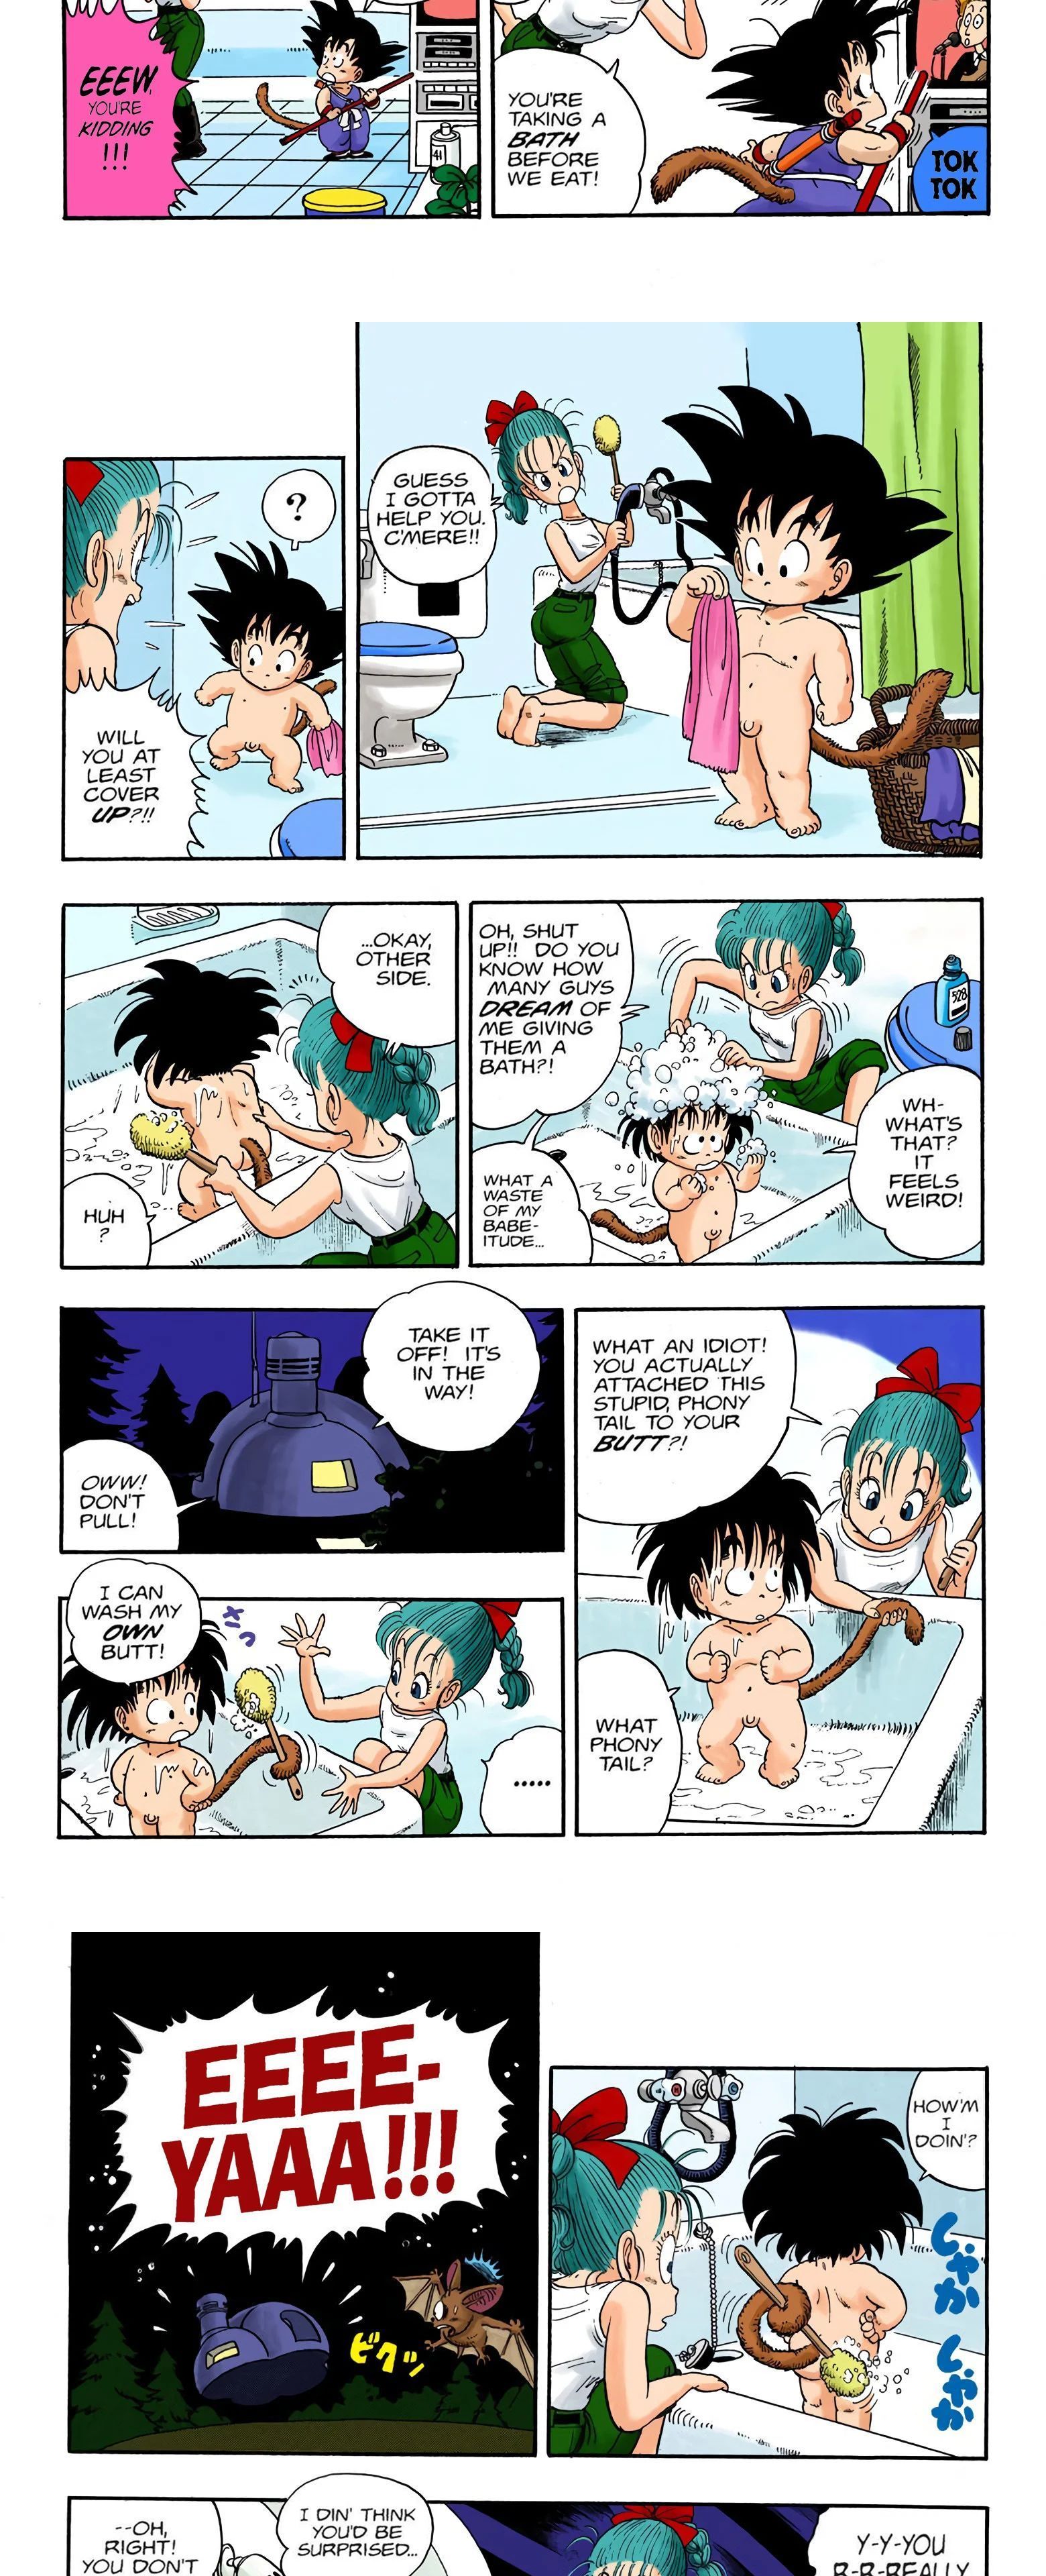 TOK
TOK
YOU'RE
TAKING A
BATH
BEFORE
WE EAT!
EEEW,
YOU'RE
KIDDING
!!!
41
GUESS
I GOTTA
HELP YOU.
C'MERE!!
?
WILL
YOU AT
LEAST
COVER
UP?!!
528
WH-
WHAT'S
THAT?
IT
FEELS
WEIRD!
OH, SHUT
UP!! DO YOU
KNOW HOW
MANY GUYS
DREAM OF
ME GIVING
THEM A
BATH?!
WHAT A
WASTE
OF MY
BABE-
ITUDE...
...OKAY,
OTHER
SIDE.
HUH
?
WHAT AN IDIOT!
YOU ACTUALLY
ATTACHED THIS
STUPID, PHONY
TAIL TO YOUR
BUTT?!
WHAT
PHONY
TAIL?
TAKE IT
OFF! IT'S
IN THE
WAY!
OWW!
DON'T
PULL!
I CAN
WASH MY
OWN
BUTT!
.....
HOW'M
I
DOIN'?
しゃか
しゃか
EEEE-
YAAA!!!
ビクッ
Y-Y-YOU
R-R-REALLY
I DIN' THINK
YOU'D BE
SURPRISED...
--OH,
RIGHT!
YOU DON'T